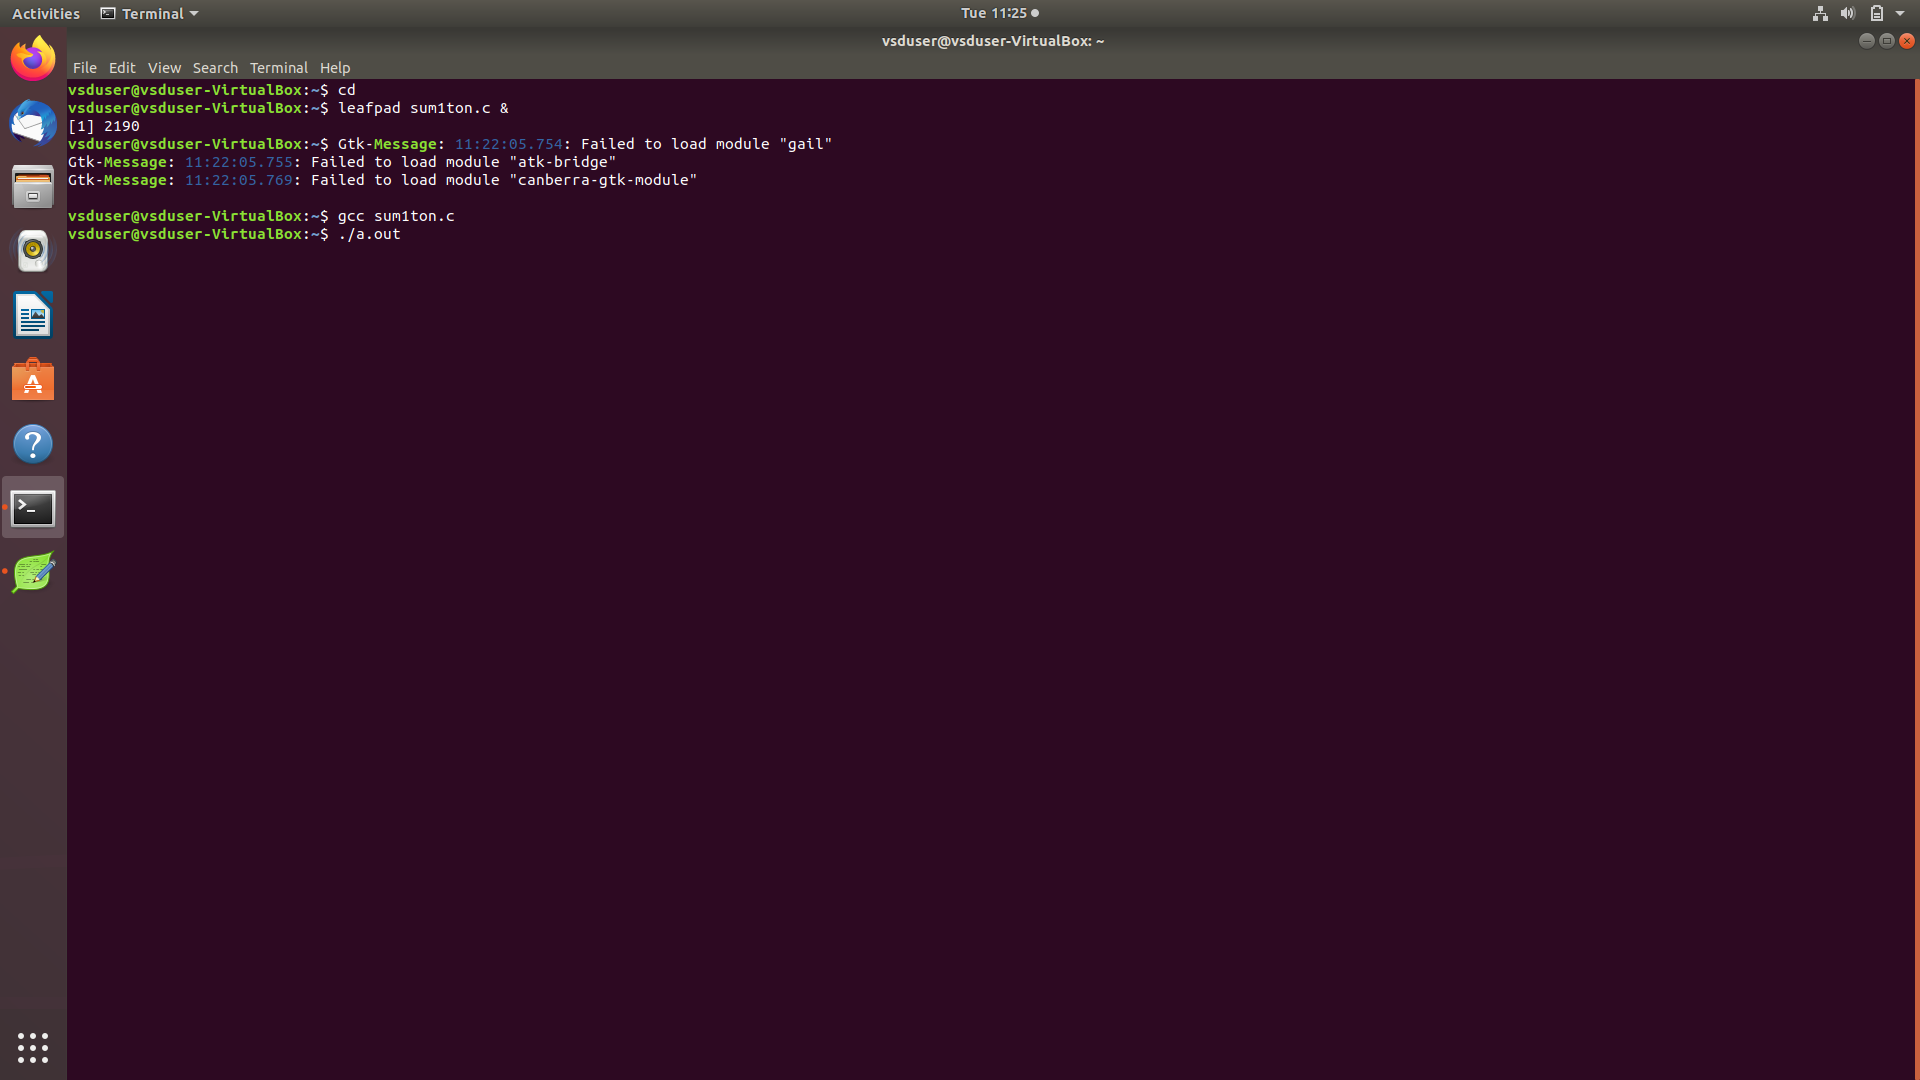 Activities Terminal Tue 11:25
vsduser@vsduser-VirtualBox: ~
File Edit View Search Terminal Help
vsduser@vsduser-VirtualBox:~$ cd
vsduser@vsduser-VirtualBox:~$ leafpad sum1ton.c &
[1] 2190
vsduser@vsduser-VirtualBox:~$ Gtk-Message: 11:22:05.754: Failed to load module "gail"
Gtk-Message: 11:22:05.755: Failed to load module "atk-bridge"
Gtk-Message: 11:22:05.769: Failed to load module "canberra-gtk-module"
vsduser@vsduser-VirtualBox:~$ gcc sum1ton.c
vsduser@vsduser-VirtualBox:~$ ./a.out